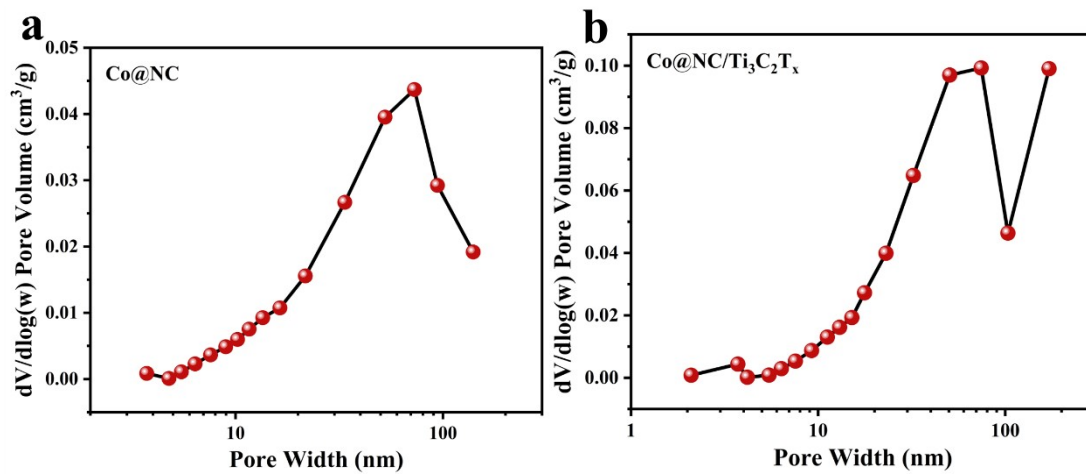 a
Co@NC
dV/dlog(w) Pore Volume (cm³/g)
0.05
0.04
0.03
0.02
0.01
0.00
10
100
Pore Width (nm)
b
Co@NC/Ti₃C₂Tₓ
dV/dlog(w) Pore Volume (cm³/g)
0.10
0.08
0.06
0.04
0.02
0.00
1
10
100
Pore Width (nm)